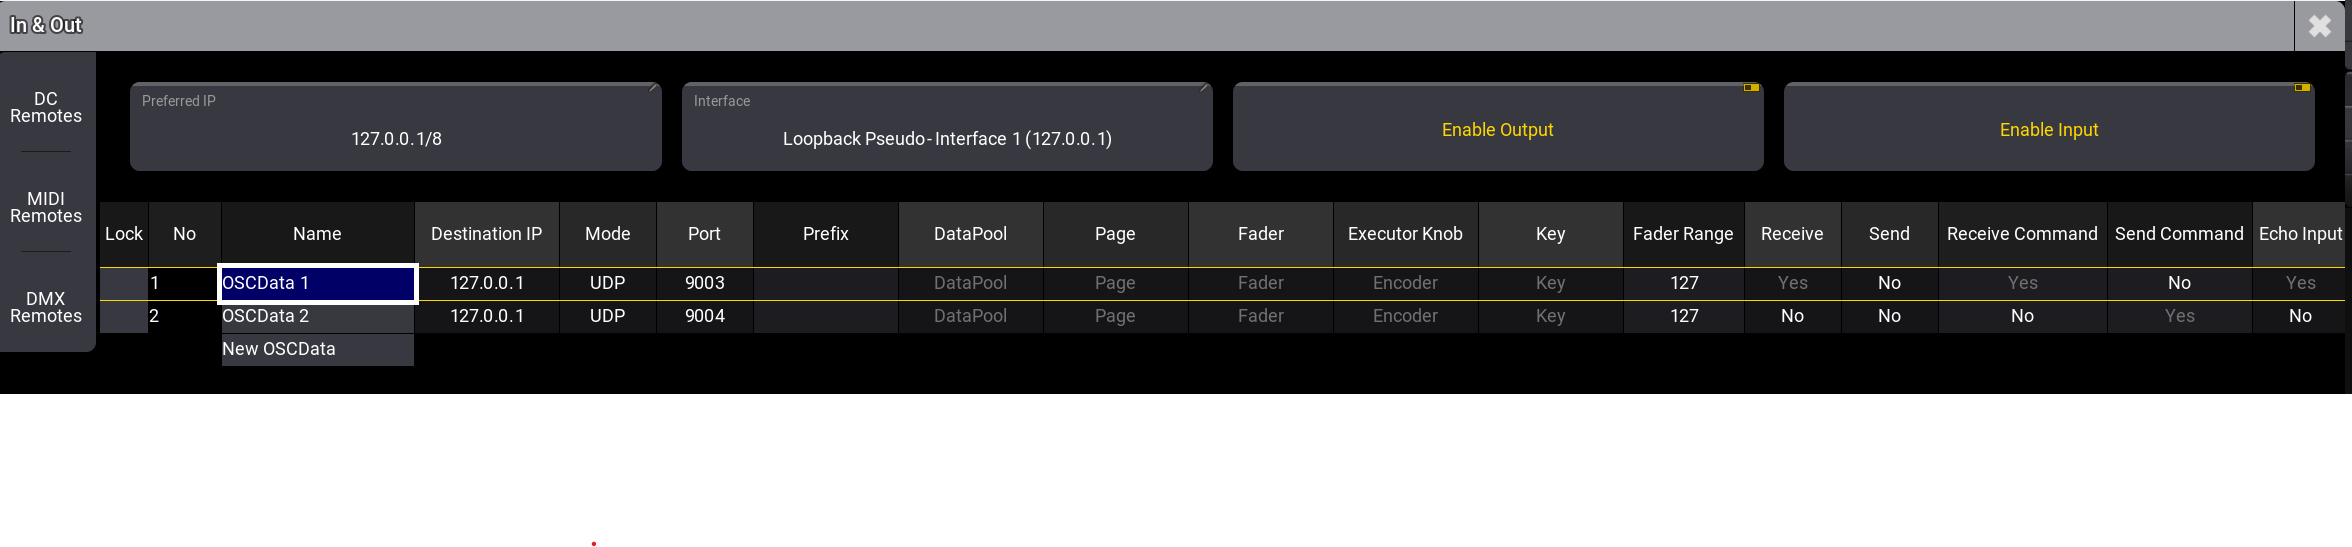 In & Out
DC
Remotes
MIDI
Remotes
DMX
Remotes
Preferred IP
127.0.0.1/8
Interface
Loopback Pseudo-Interface 1 (127.0.0.1)
Enable Output
Enable Input
Lock No Name Destination IP Mode Port Prefix DataPool Page Fader Executor Knob Key Fader Range Receive Send Receive Command Send Command Echo Input
1 OSCData 1 127.0.0.1 UDP 9003 DataPool Page Fader Encoder Key 127 Yes No Yes No Yes
2 OSCData 2 127.0.0.1 UDP 9004 DataPool Page Fader Encoder Key 127 No No No Yes No
New OSCData